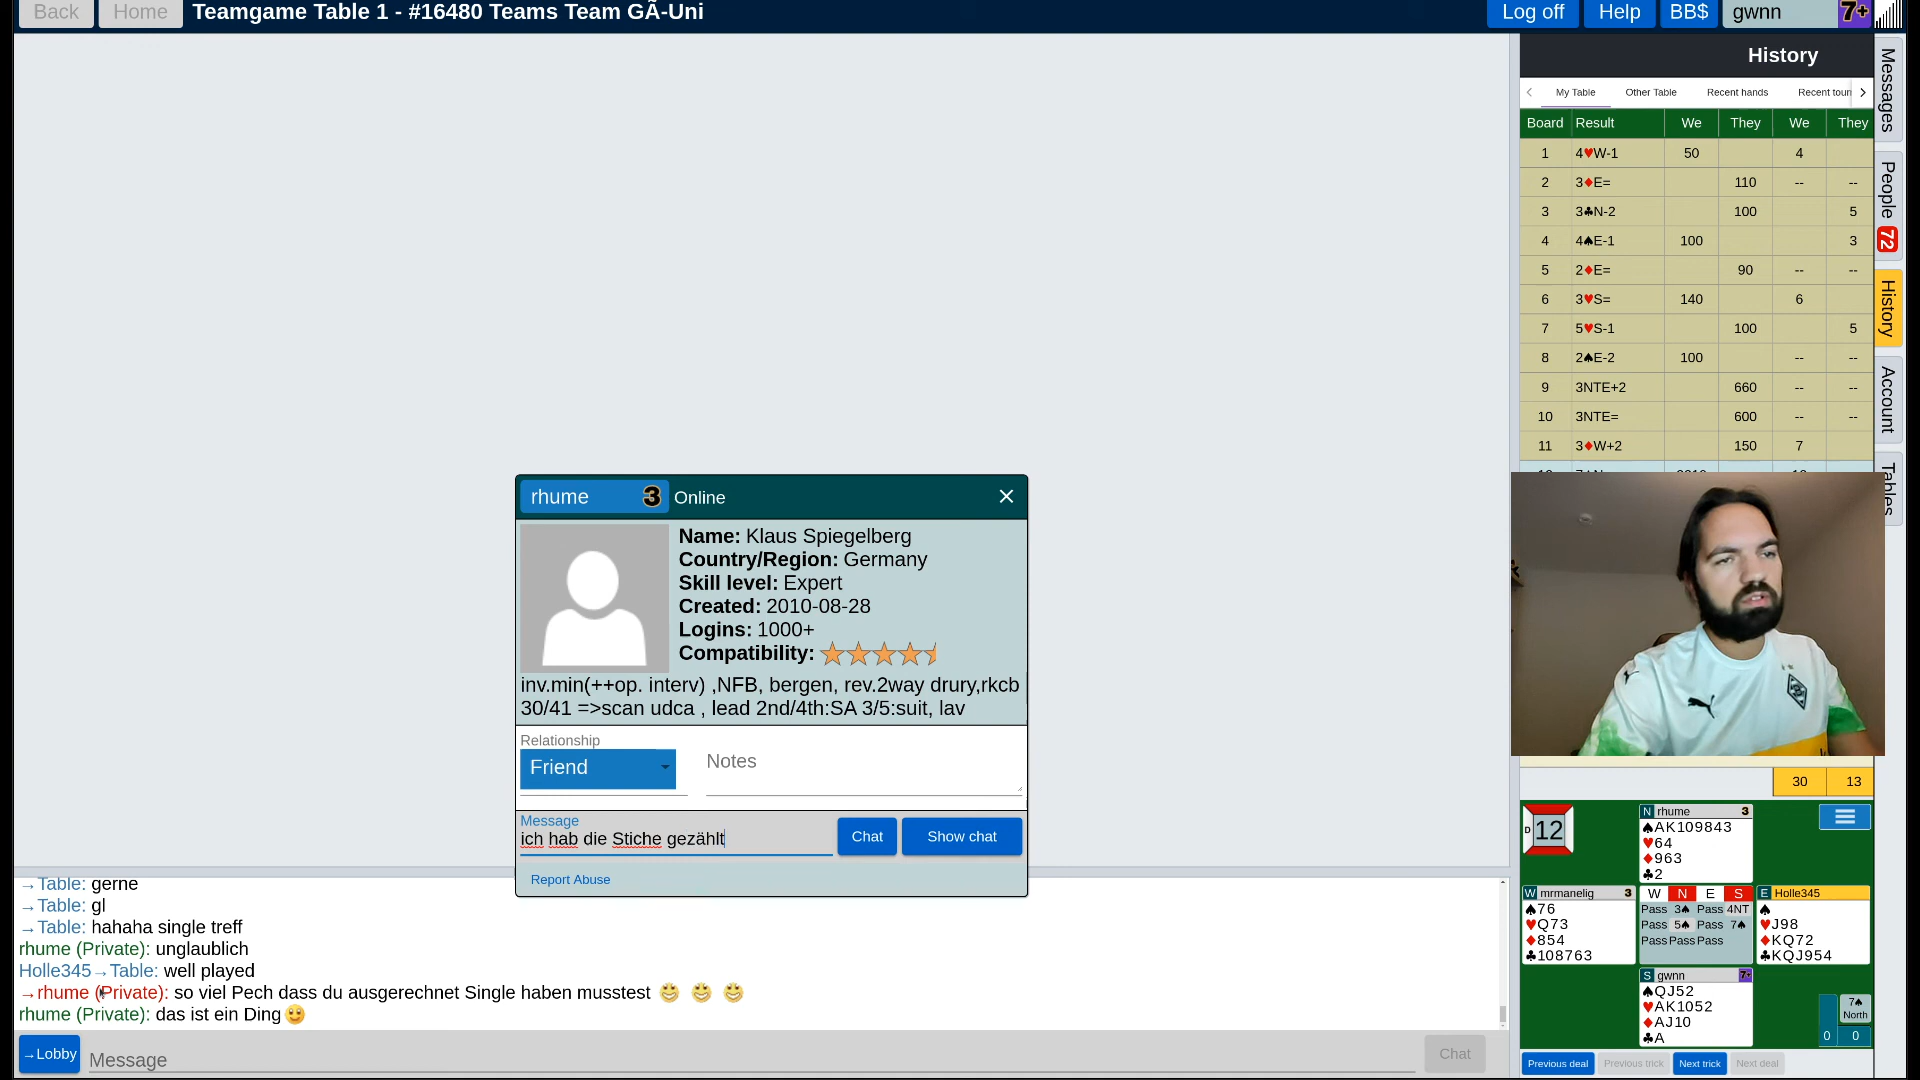 Back Home Teamgame Table 1 - #16480 Teams Team GÃ-Uni Log off Help BB$ gwnn 7+
History
My Table Other Table Recent hands Recent tour
Board Result We They We They
1 4♥W-1 50 4
2 3♦E= 110 -- --
3 3♣N-2 100 5
4 4♠E-1 100 3
5 2♦E= 90 -- --
6 3♥S= 140 6
7 5♥S-1 100 5
8 2♠E-2 100 -- --
9 3NTE+2 660 -- --
10 3NTE= 600 -- --
11 3♦W+2 150 7
30 13
Messages
People 72
History
Account
Tables
rhume 3 Online
Name: Klaus Spiegelberg
Country/Region: Germany
Skill level: Expert
Created: 2010-08-28
Logins: 1000+
Compatibility:
inv.min(++op. interv) ,NFB, bergen, rev.2way drury,rkcb
30/41 =>scan udca , lead 2nd/4th:SA 3/5:suit, lav
Relationship
Friend
Notes
Message
ich hab die Stiche gezählt
Chat Show chat
Report Abuse
→Table: gerne
→Table: gl
→Table: hahaha single treff
rhume (Private): unglaublich
Holle345→Table: well played
→rhume (Private): so viel Pech dass du ausgerechnet Single haben musstest 😀 😀 😀
rhume (Private): das ist ein Ding😉
→Lobby Message Chat
D 12
N rhume 3
♠AK109843
♥64
♦963
♣2
W mrmanelig 3
♠76
♥Q73
♦854
♣108763
W N E S
Pass 3♠ Pass 4NT
Pass 5♠ Pass 7♠
Pass Pass Pass
E Holle345
♠
♥J98
♦KQ72
♣KQJ954
S gwnn 7+
♠QJ52
♥AK1052
♦AJ10
♣A
7♠
North
0 0
Previous deal Previous trick Next trick Next deal